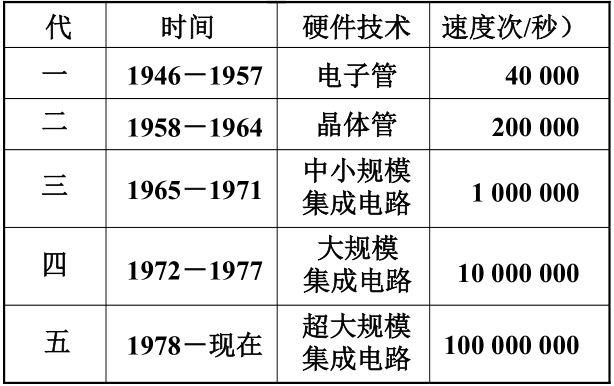 代 时间 硬件技术 速度次/秒）
一 1946－1957 电子管 40 000
二 1958－1964 晶体管 200 000
三 1965－1971 中小规模
集成电路 1 000 000
四 1972－1977 大规模
集成电路 10 000 000
五 1978－现在 超大规模
集成电路 100 000 000